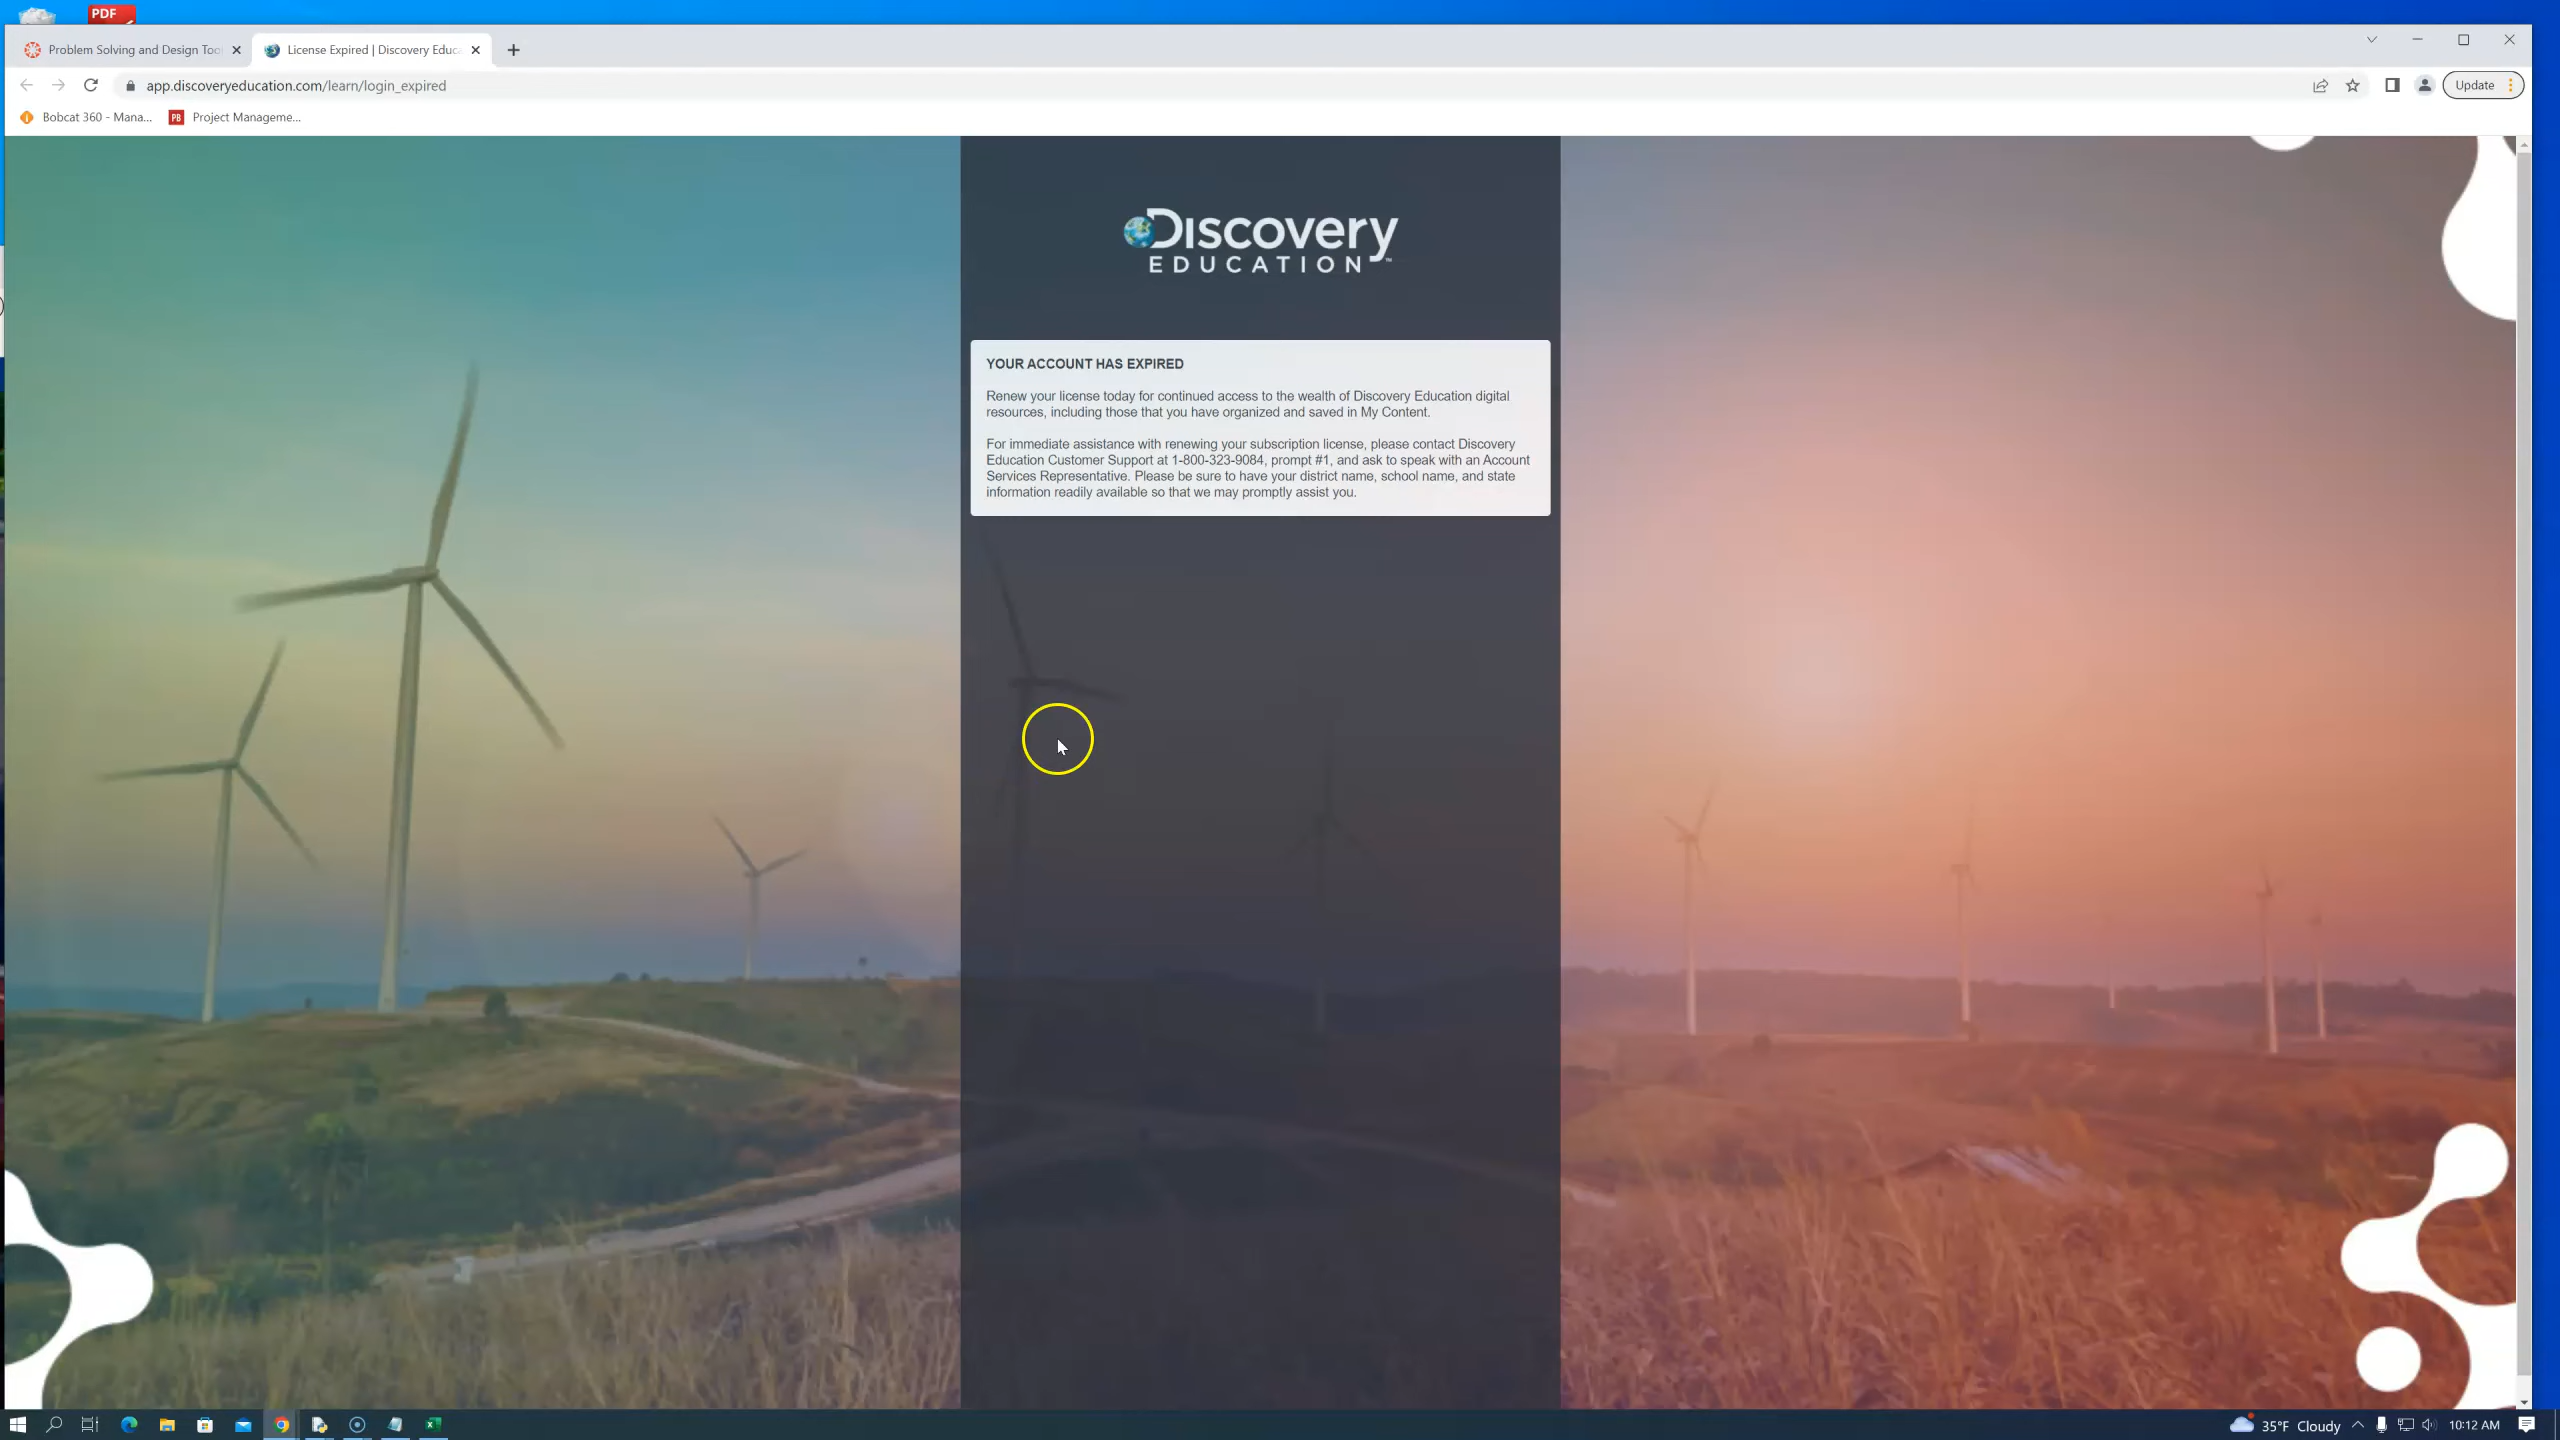 PDF
Problem Solving and Design Too
License Expired | Discovery Educ
app.discoveryeducation.com/learn/login_expired
Update
Bobcat 360 - Mana...
Project Manageme...
Discovery
EDUCATION
YOUR ACCOUNT HAS EXPIRED
Renew your license today for continued access to the wealth of Discovery Education digital
resources, including those that you have organized and saved in My Content.
For immediate assistance with renewing your subscription license, please contact Discovery
Education Customer Support at 1-800-323-9084, prompt #1, and ask to speak with an Account
Services Representative. Please be sure to have your district name, school name, and state
information readily available so that we may promptly assist you.
35°F Cloudy
10:12 AM